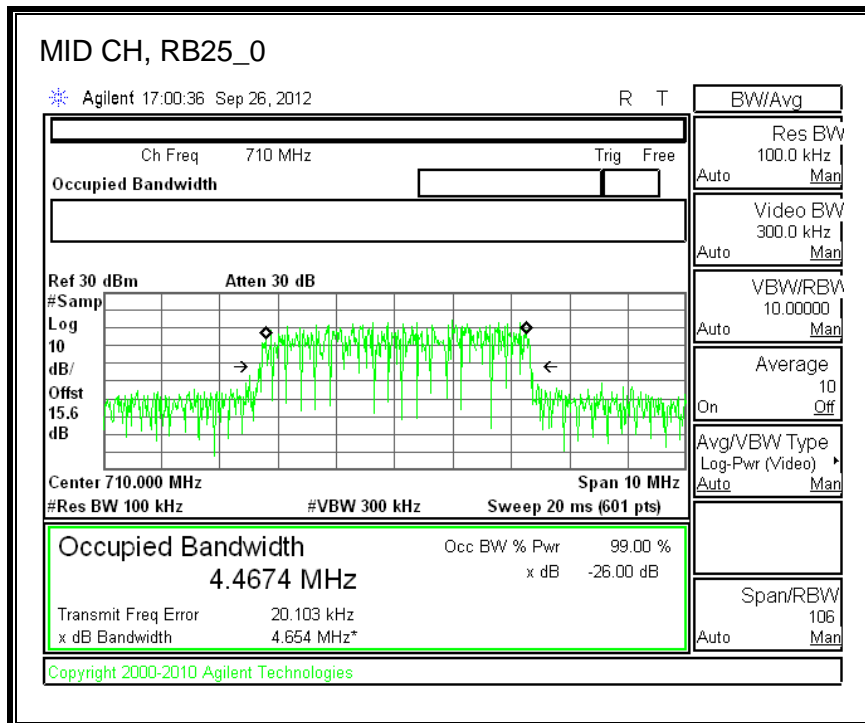 MID CH, RB25_0
Agilent 17:00:36 Sep 26, 2012 R T
BW/Avg
Ch Freq 710 MHz Trig Free
Occupied Bandwidth
Res BW
100.0 kHz
Auto Man
Video BW
300.0 kHz
Auto Man
Ref 30 dBm Atten 30 dB
#Samp
Log
10
dB/
Offst
15.6
dB
VBW/RBW
10.00000
Auto Man
Average
10
On Off
Avg/VBW Type
Log-Pwr (Video)
Auto Man
Center 710.000 MHz Span 10 MHz
#Res BW 100 kHz #VBW 300 kHz Sweep 20 ms (601 pts)
Occupied Bandwidth
4.4674 MHz
Occ BW % Pwr 99.00 %
x dB -26.00 dB
Transmit Freq Error 20.103 kHz
x dB Bandwidth 4.654 MHz*
Span/RBW
106
Auto Man
Copyright 2000-2010 Agilent Technologies